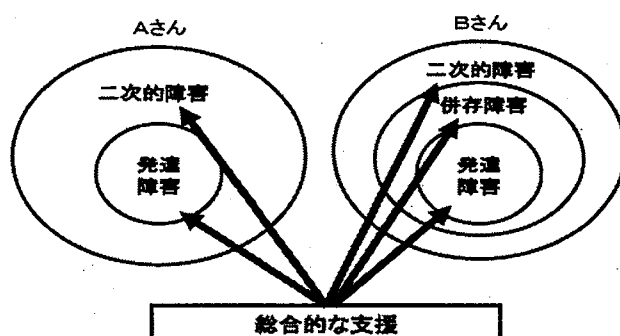 Aさん
Bさん
二次的障害
発達
障害
二次的障害
併存障害
発達
障害
総合的な支援